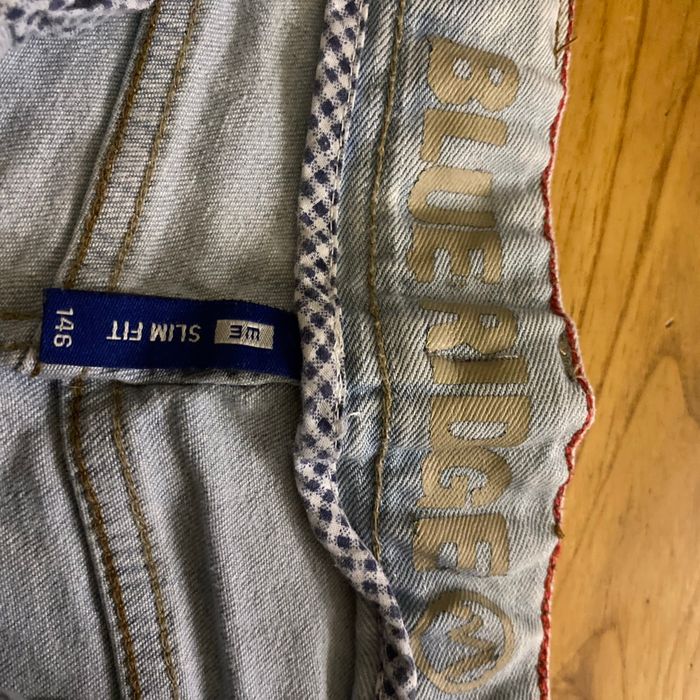 BLUE RIDGE
WE
SLIM FIT
146